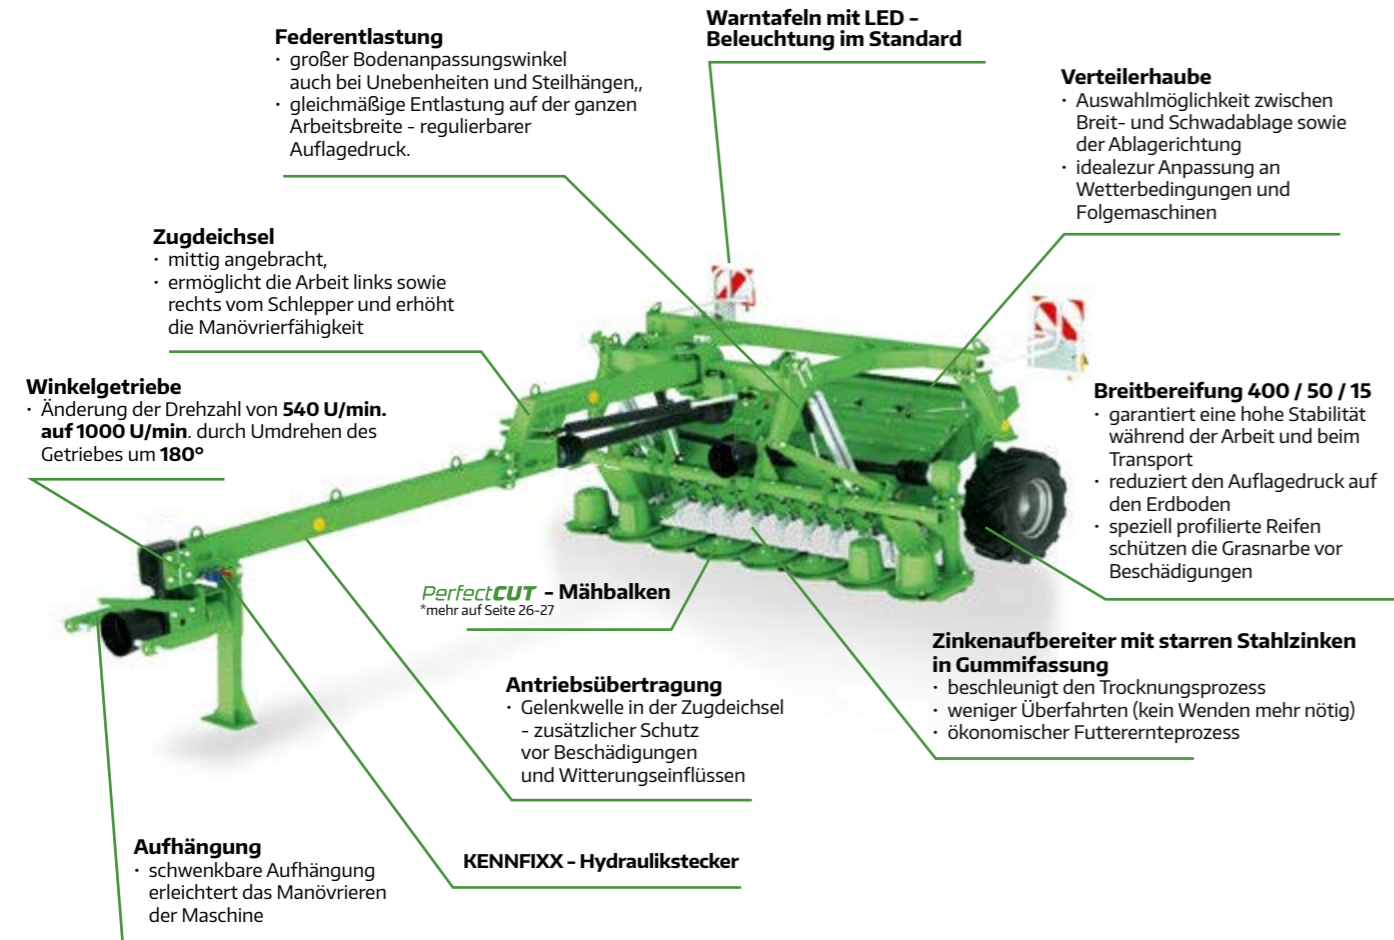 Federentlastung
· großer Bodenanpassungswinkel
auch bei Unebenheiten und Steilhängen,,
· gleichmäßige Entlastung auf der ganzen
Arbeitsbreite - regulierbarer
Auflagedruck.
Warntafeln mit LED -
Beleuchtung im Standard
Verteilerhaube
· Auswahlmöglichkeit zwischen
Breit- und Schwadablage sowie
der Ablagerichtung
· idealezur Anpassung an
Wetterbedingungen und
Folgemaschinen
Zugdeichsel
· mittig angebracht,
· ermöglicht die Arbeit links sowie
rechts vom Schlepper und erhöht
die Manövrierfähigkeit
Winkelgetriebe
· Änderung der Drehzahl von 540 U/min.
auf 1000 U/min. durch Umdrehen des
Getriebes um 180°
Breitbereifung 400 / 50 / 15
· garantiert eine hohe Stabilität
während der Arbeit und beim
Transport
· reduziert den Auflagedruck auf
den Erdboden
· speziell profilierte Reifen
schützen die Grasnarbe vor
Beschädigungen
PerfectCUT - Mähbalken
*mehr auf Seite 26-27
Zinkenaufbereiter mit starren Stahlzinken
in Gummifassung
· beschleunigt den Trocknungsprozess
· weniger Überfahrten (kein Wenden mehr nötig)
· ökonomischer Futterernteprozess
Antriebsübertragung
· Gelenkwelle in der Zugdeichsel
- zusätzlicher Schutz
vor Beschädigungen
und Witterungseinflüssen
KENNFIXX - Hydraulikstecker
Aufhängung
· schwenkbare Aufhängung
erleichtert das Manövrieren
der Maschine